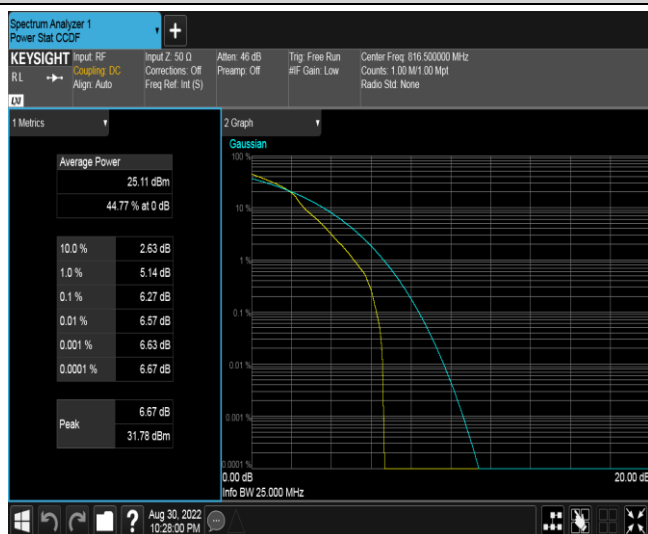 Spectrum Analyzer 1
Power Stat CCDF
+
KEYSIGHT Input: RF Input Z: 50 Ω Atten: 46 dB Trig: Free Run Center Freq: 816.500000 MHz
RL Coupling: DC Corrections: Off Preamp: Off #IF Gain: Low Counts: 1.00 M/1.00 Mpt
Align: Auto Freq Ref: Int (S) Radio Std: None
LXI
1 Metrics
Average Power
25.11 dBm
44.77 % at 0 dB
10.0 % 2.63 dB
1.0 % 5.14 dB
0.1 % 6.27 dB
0.01 % 6.57 dB
0.001 % 6.63 dB
0.0001 % 6.67 dB
Peak 6.67 dB
31.78 dBm
2 Graph
Gaussian
100 %
10 %
1 %
0.1 %
0.01 %
0.001 %
0.0001 %
0.00 dB 20.00 dB
Info BW 25.000 MHz
? Aug 30, 2022
10:28:00 PM